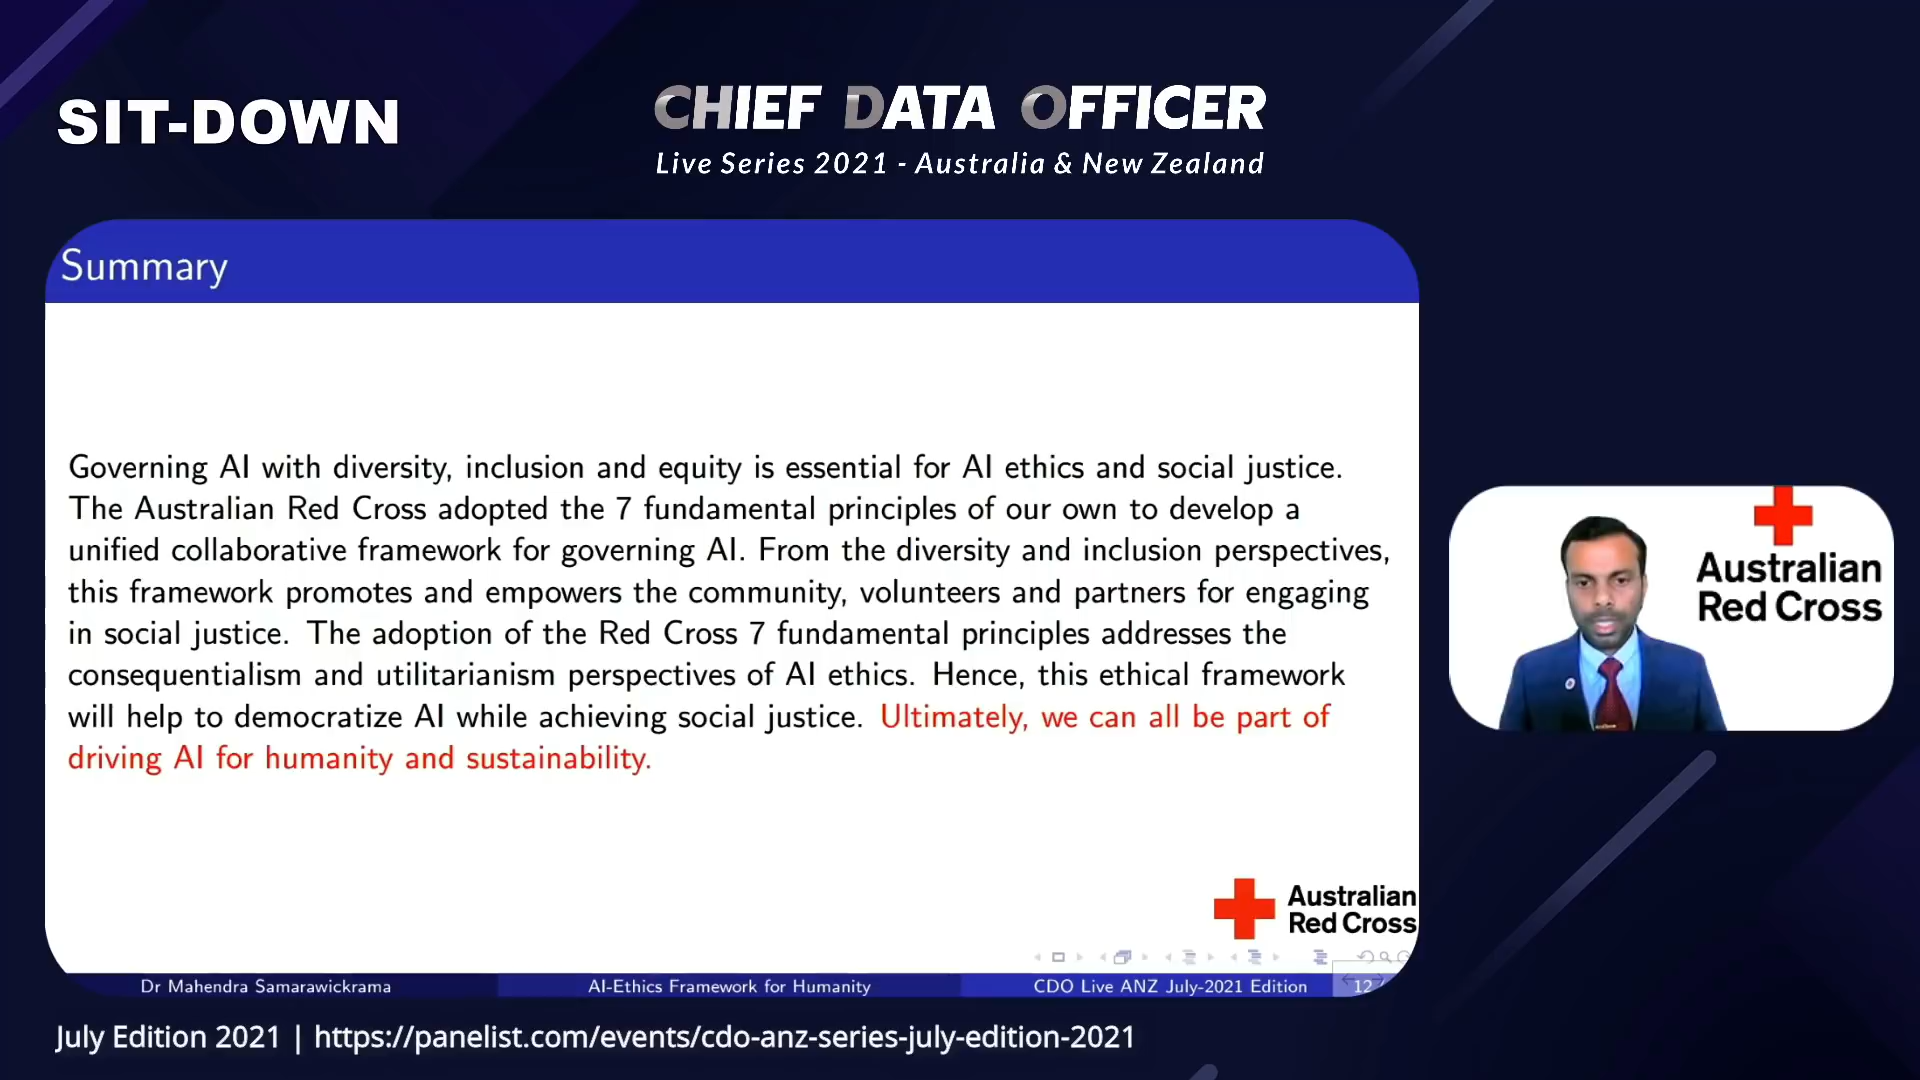 SIT-DOWN
CHIEF DATA OFFICER
Live Series 2021 - Australia & New Zealand
Summary
Governing AI with diversity, inclusion and equity is essential for AI ethics and social justice.
The Australian Red Cross adopted the 7 fundamental principles of our own to develop a
unified collaborative framework for governing AI. From the diversity and inclusion perspectives,
this framework promotes and empowers the community, volunteers and partners for engaging
in social justice. The adoption of the Red Cross 7 fundamental principles addresses the
consequentialism and utilitarianism perspectives of AI ethics. Hence, this ethical framework
will help to democratize AI while achieving social justice. Ultimately, we can all be part of
driving AI for humanity and sustainability.
Australian
Red Cross
Australian
Red Cross
Dr Mahendra Samarawickrama
AI-Ethics Framework for Humanity
CDO Live ANZ July-2021 Edition
12
July Edition 2021 | https://panelist.com/events/cdo-anz-series-july-edition-2021